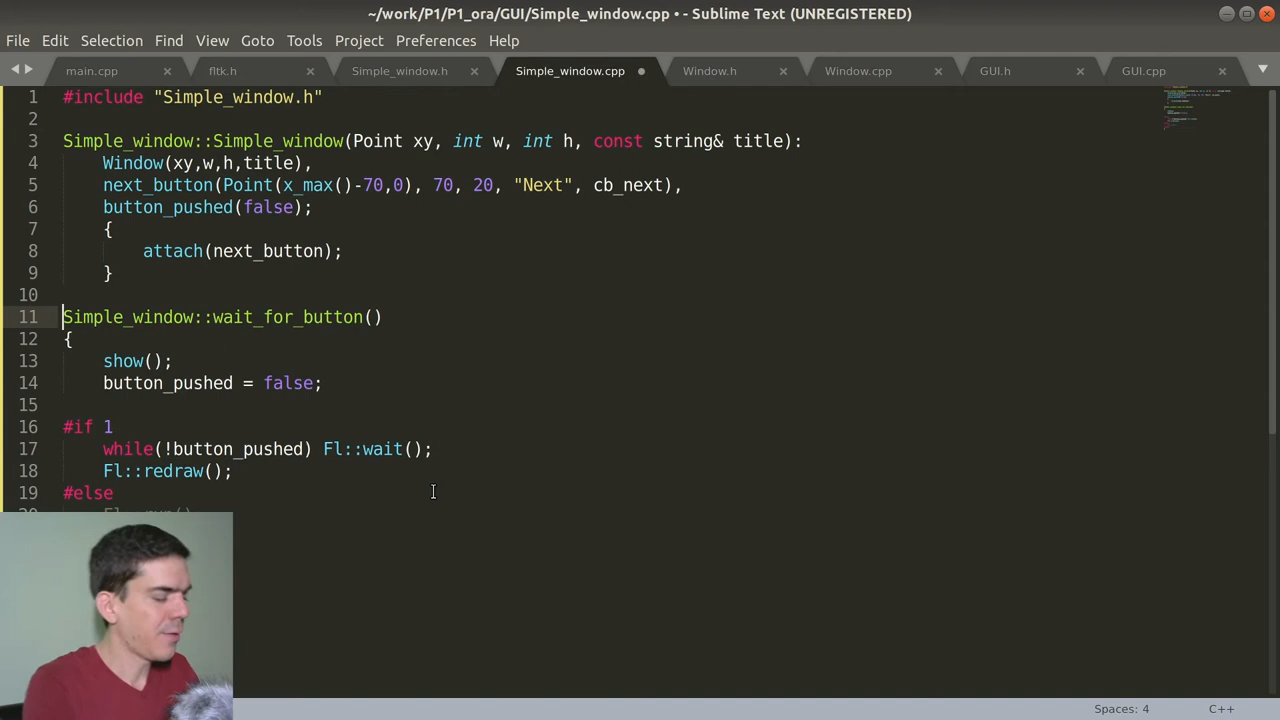 ~/work/P1/P1_ora/GUI/Simple_window.cpp • - Sublime Text (UNREGISTERED)
File Edit Selection Find View Goto Tools Project Preferences Help
main.cpp fltk.h Simple_window.h Simple_window.cpp Window.h Window.cpp GUI.h GUI.cpp
1 #include "Simple_window.h"
2
3 Simple_window::Simple_window(Point xy, int w, int h, const string& title):
4 Window(xy,w,h,title),
5 next_button(Point(x_max()-70,0), 70, 20, "Next", cb_next),
6 button_pushed(false);
7 {
8 attach(next_button);
9 }
10
11 Simple_window::wait_for_button()
12 {
13 show();
14 button_pushed = false;
15
16 #if 1
17 while(!button_pushed) Fl::wait();
18 Fl::redraw();
19 #else
Spaces: 4 C++